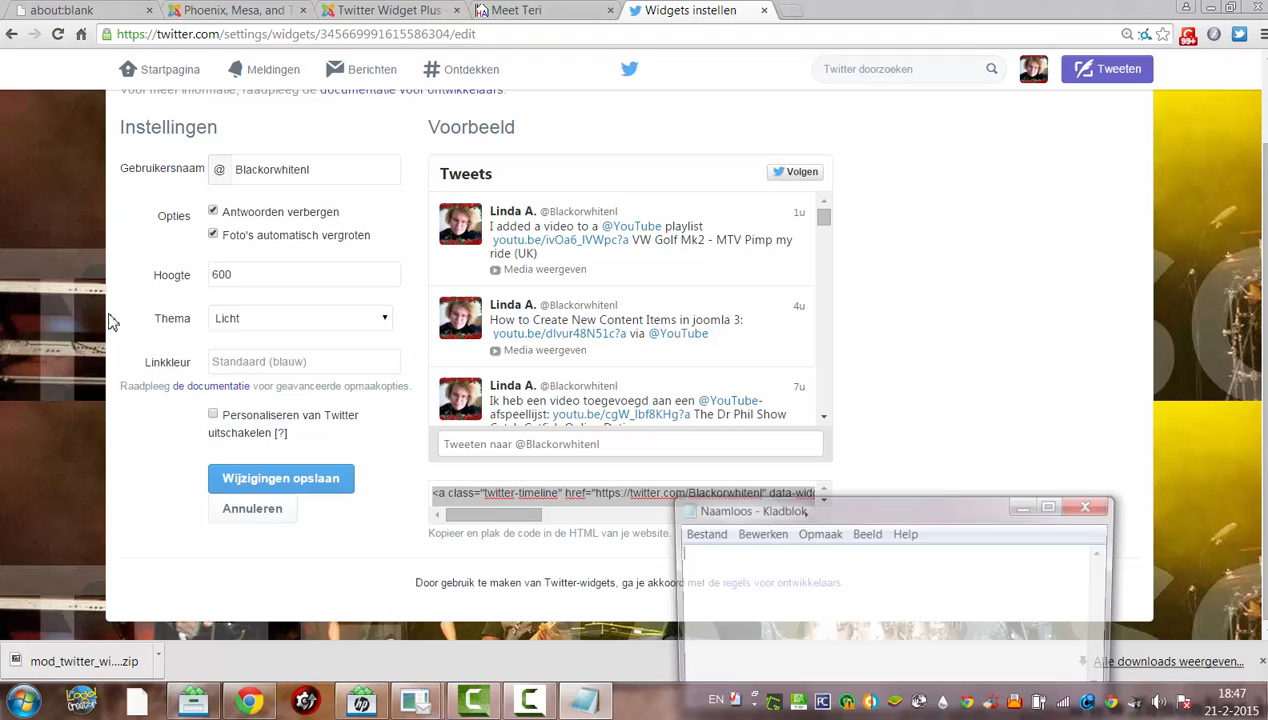 about:blank
Phoenix, Mesa, and T
Twitter Widget Plus -
Meet Teri
Widgets instellen
https://twitter.com/settings/widgets/345669991615586304/edit
99+
Startpagina
Meldingen
Berichten
Ontdekken
Twitter doorzoeken
Tweeten
Voor meer informatie, raadpleeg de documentatie voor ontwikkelaars.
Instellingen
Voorbeeld
Gebruikersnaam @ Blackorwhitenl
Opties Antwoorden verbergen
Foto's automatisch vergroten
Hoogte 600
Thema Licht
Linkkleur Standaard (blauw)
Raadpleeg de documentatie voor geavanceerde opmaakopties.
Personaliseren van Twitter
uitschakelen [?]
Wijzigingen opslaan
Annuleren
Tweets
Volgen
Linda A. @Blackorwhitenl 1u
I added a video to a @YouTube playlist
youtu.be/ivOa6_IVWpc?a VW Golf Mk2 - MTV Pimp my
ride (UK)
Media weergeven
Linda A. @Blackorwhitenl 4u
How to Create New Content Items in joomla 3:
youtu.be/dIvur48N51c?a via @YouTube
Media weergeven
Linda A. @Blackorwhitenl 7u
Ik heb een video toegevoegd aan een @YouTube-
afspeellijst: youtu.be/cgW_Ibf8KHg?a The Dr Phil Show
Tweeten naar @Blackorwhitenl
<a class="twitter-timeline" href="https://twitter.com/Blackorwhitenl" data-widg
Kopieer en plak de code in de HTML van je website.
Door gebruik te maken van Twitter-widgets, ga je akkoord met de regels voor ontwikkelaars.
Naamloos - Kladblok
Bestand Bewerken Opmaak Beeld Help
mod_twitter_wi....zip
Alle downloads weergeven...
EN
18:47
21-2-2015